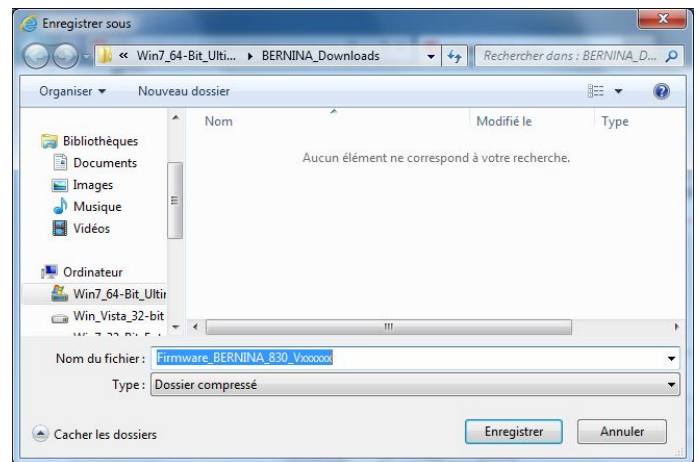 Enregistrer sous
« Win7_64-Bit_Ulti... ▸ BERNINA_Downloads
Rechercher dans : BERNINA_D...
Organiser
Nouveau dossier
Nom
Modifié le
Type
Aucun élément ne correspond à votre recherche.
Bibliothèques
Documents
Images
Musique
Vidéos
Ordinateur
Win7_64-Bit_Ultir
Win_Vista_32-bit
Nom du fichier : Firmware_BERNINA_830_Vxxxxxx
Type : Dossier compressé
Cacher les dossiers
Enregistrer
Annuler